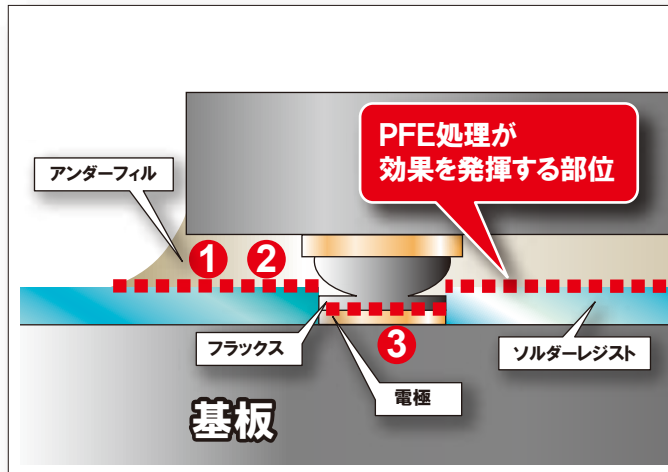 PFE処理が
効果を発揮する部位
アンダーフィル
1 2
フラックス
3
ソルダーレジスト
電極
基板